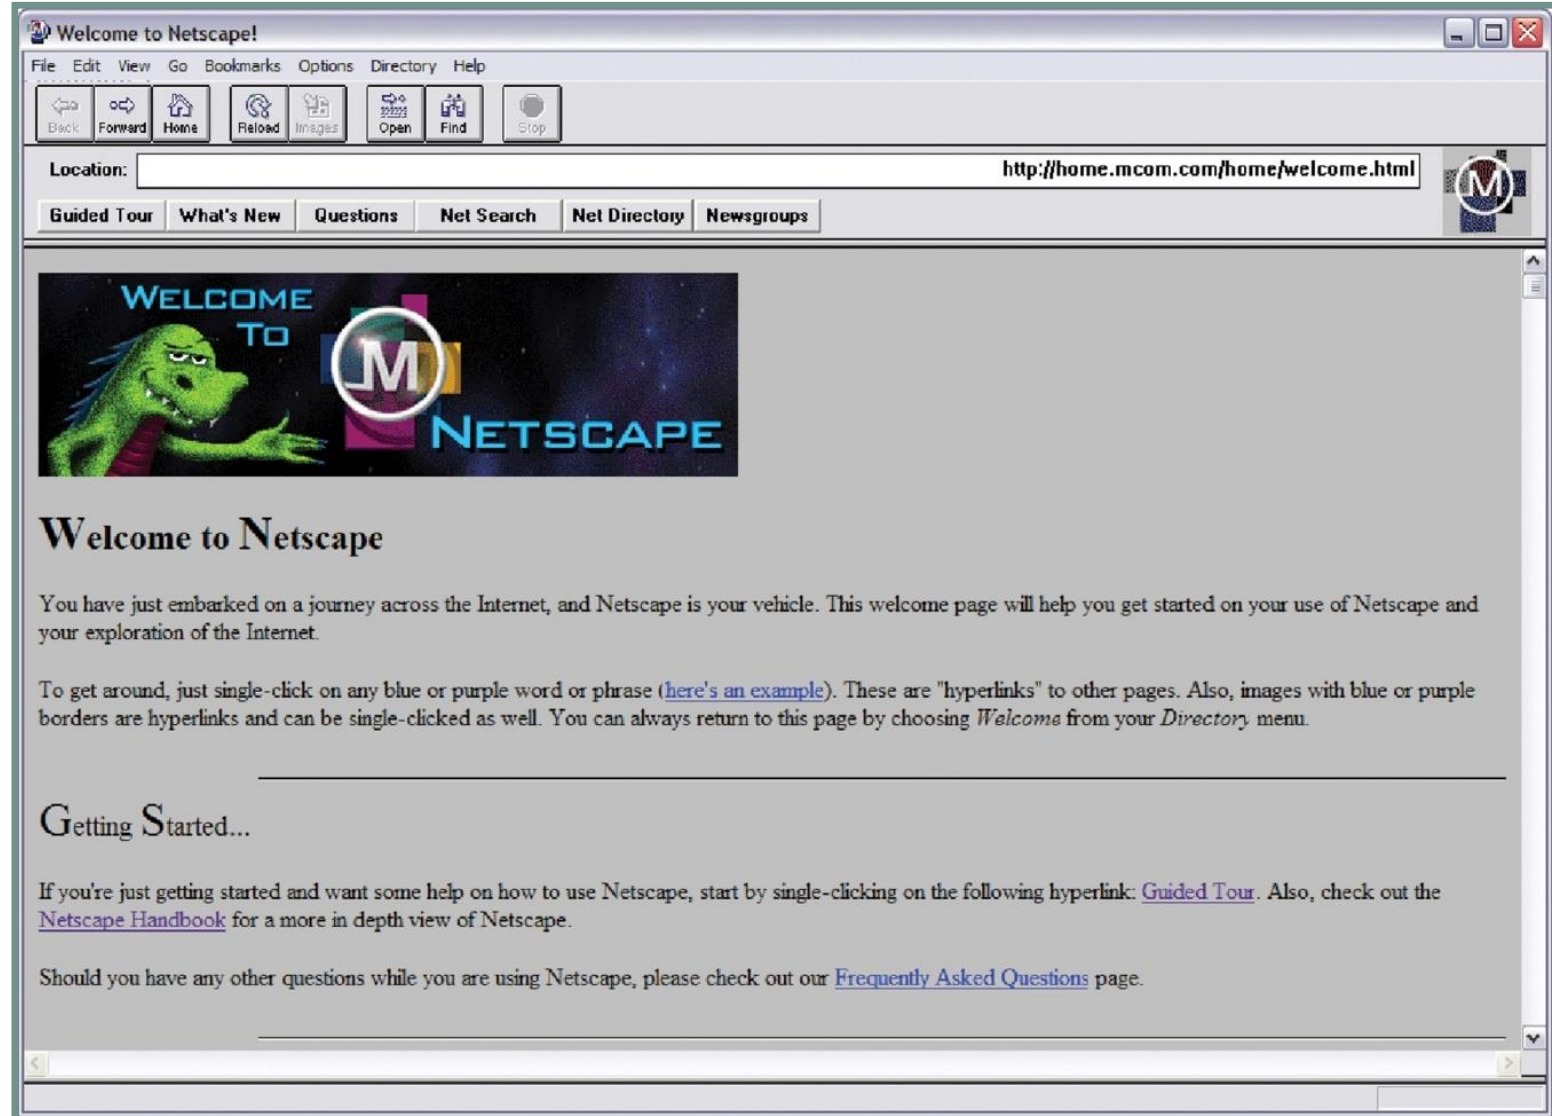 Welcome to Netscape!
File Edit View Go Bookmarks Options Directory Help
Back Forward Home Reload Images Open Find Stop
Location: http://home.mcom.com/home/welcome.html
M
Guided Tour What's New Questions Net Search Net Directory Newsgroups
WELCOME
TO
M
NETSCAPE
Welcome to Netscape
You have just embarked on a journey across the Internet, and Netscape is your vehicle. This welcome page will help you get started on your use of Netscape and
your exploration of the Internet.
To get around, just single-click on any blue or purple word or phrase (here's an example). These are "hyperlinks" to other pages. Also, images with blue or purple
borders are hyperlinks and can be single-clicked as well. You can always return to this page by choosing Welcome from your Directory menu.
Getting Started...
If you're just getting started and want some help on how to use Netscape, start by single-clicking on the following hyperlink: Guided Tour. Also, check out the
Netscape Handbook for a more in depth view of Netscape.
Should you have any other questions while you are using Netscape, please check out our Frequently Asked Questions page.